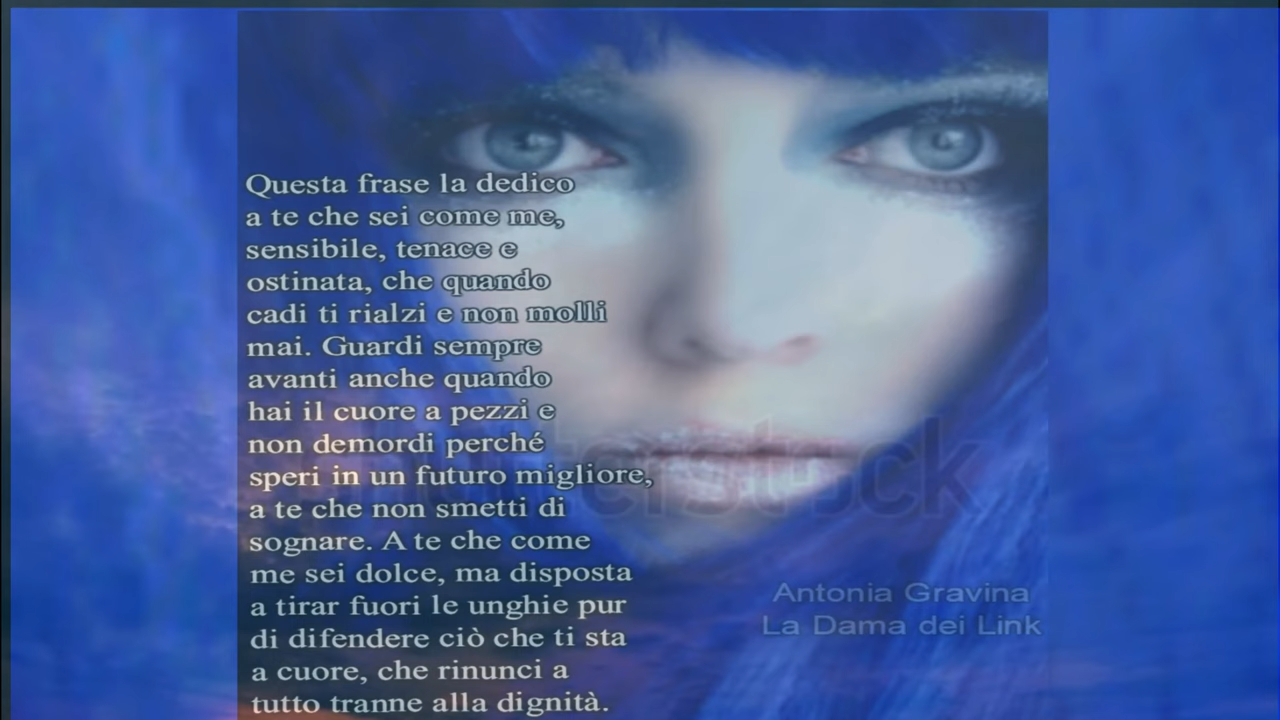 Questa frase la dedico
a te che sei come me,
sensibile, tenace e
ostinata, che quando
cadi ti rialzi e non molli
mai. Guardi sempre
avanti anche quando
hai il cuore a pezzi e
non demordi perché
speri in un futuro migliore,
a te che non smetti di
sognare. A te che come
me sei dolce, ma disposta
a tirar fuori le unghie pur
di difendere ciò che ti sta
a cuore, che rinunci a
tutto tranne alla dignità.
Antonia Gravina
La Dama dei Link